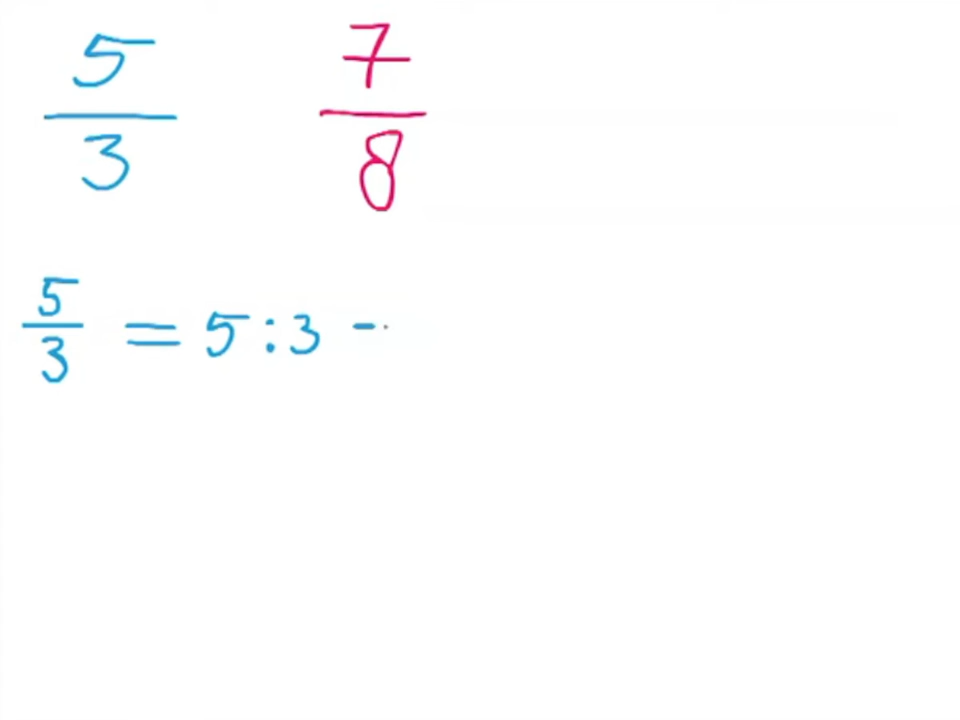 5/3 7/8
5/3 = 5:3 -